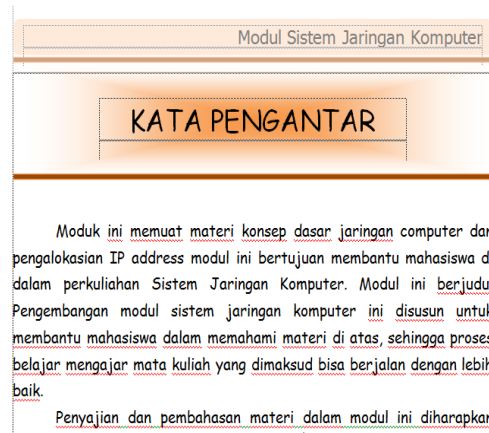 Modul Sistem Jaringan Komputer
KATA PENGANTAR
Moduk ini memuat materi konsep dasar jaringan computer dan
pengalokasian IP address modul ini bertujuan membantu mahasiswa di
dalam perkuliahan Sistem Jaringan Komputer. Modul ini berjudul
Pengembangan modul sistem jaringan komputer ini disusun untuk
membantu mahasiswa dalam memahami materi di atas, sehingga proses
belajar mengajar mata kuliah yang dimaksud bisa berjalan dengan lebih
baik.
Penyajian dan pembahasan materi dalam modul ini diharapkan